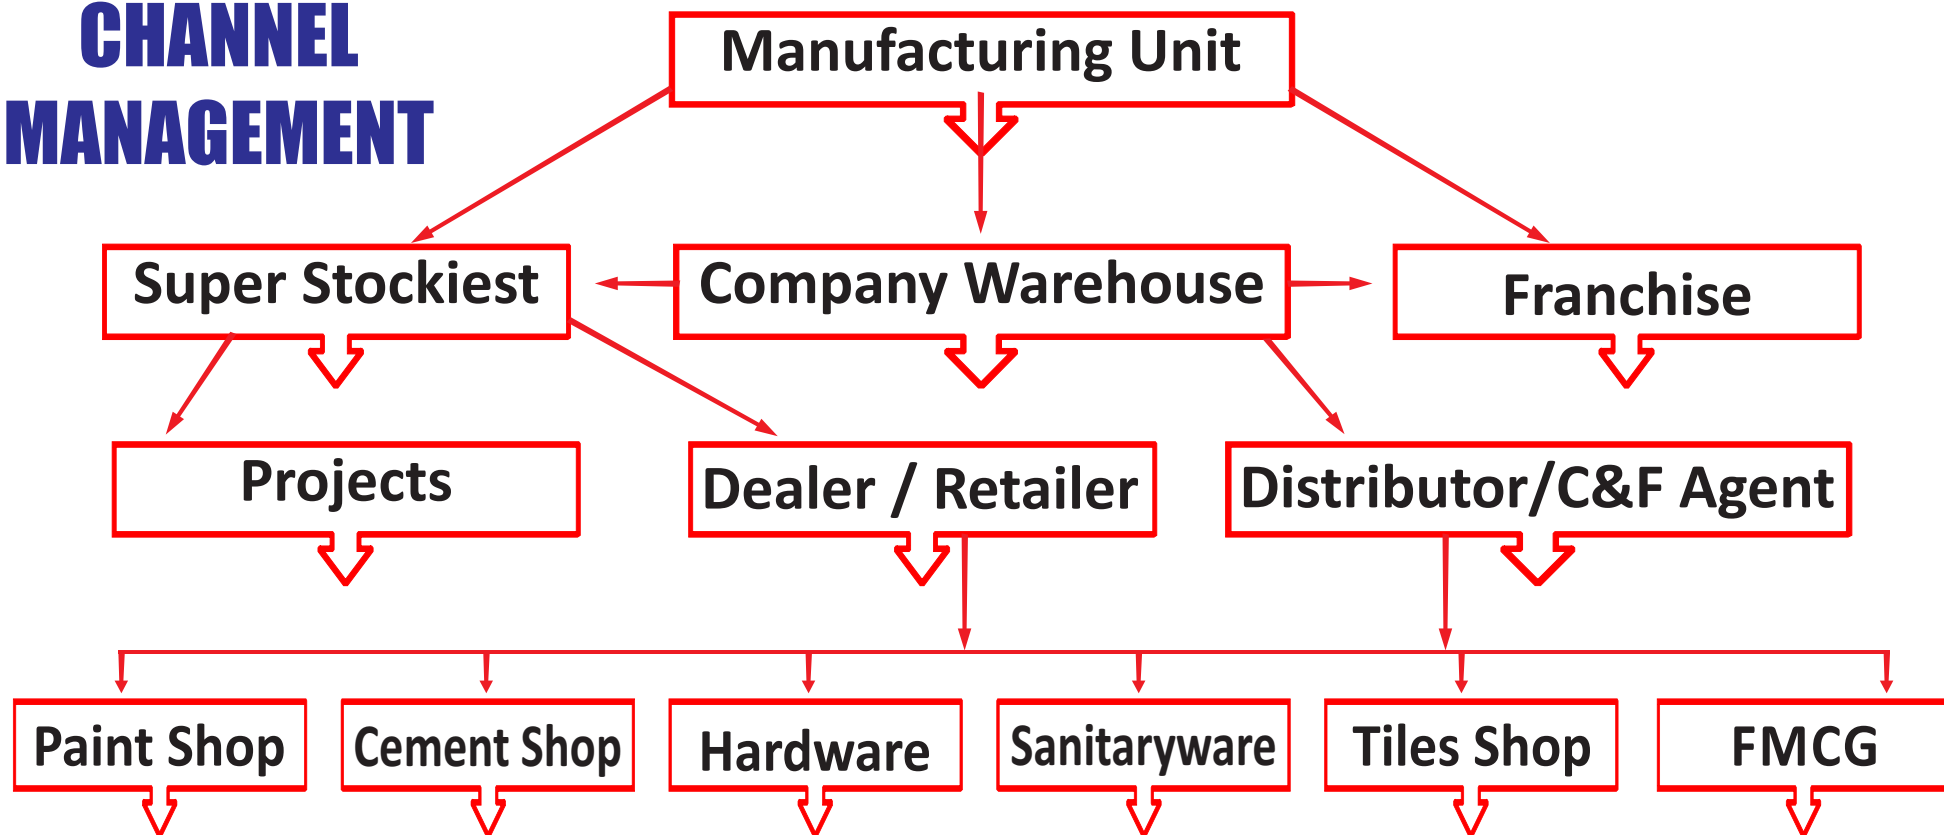 CHANNEL
MANAGEMENT
Manufacturing Unit
Super Stockiest
Company Warehouse
Franchise
Projects
Dealer / Retailer
Distributor/C&F Agent
Paint Shop
Cement Shop
Hardware
Sanitaryware
Tiles Shop
FMCG